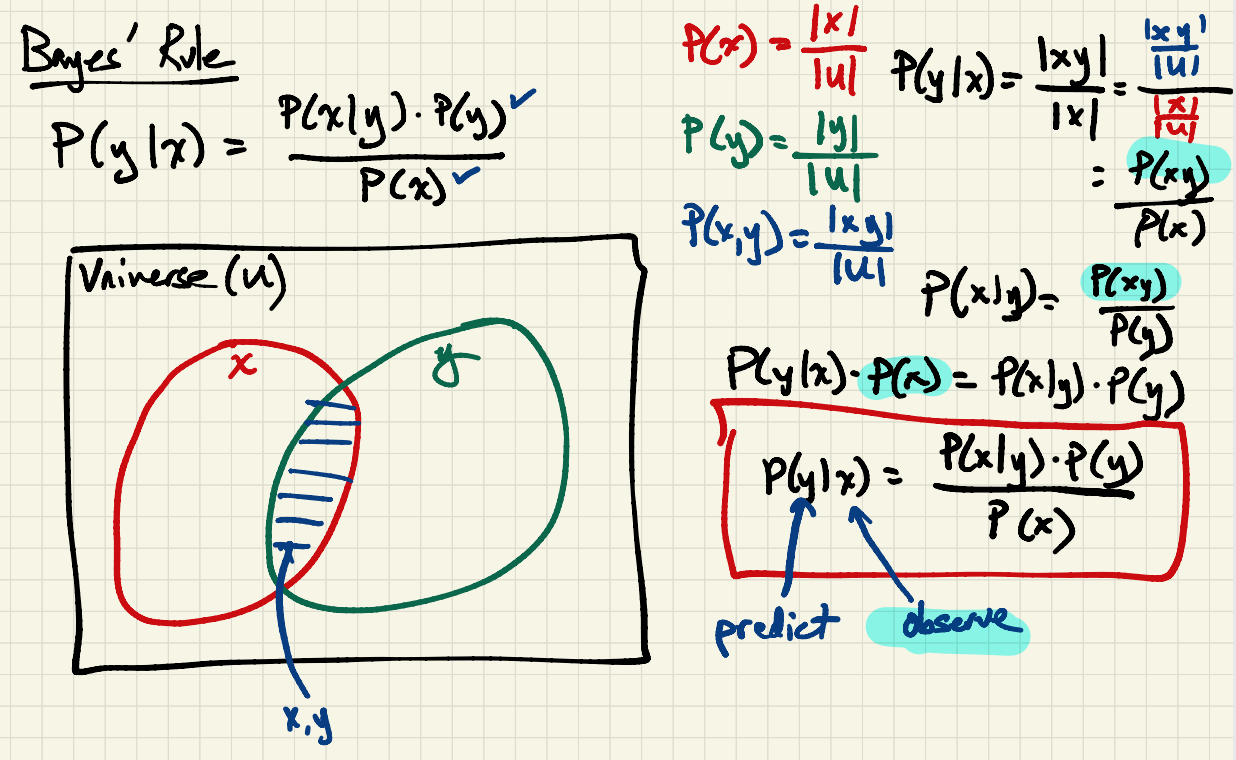 Bayes' Rule
P(y|x) = P(x|y) · P(y) ✓ / P(x) ✓
Universe (U)
x
y
x,y
P(x) = |x| / |U|
P(y) = |y| / |U|
P(x,y) = |xy| / |U|
P(y|x) = |xy| / |x| = |xy| / |U| / |x| / |U|
= P(xy) / P(x)
P(x|y) = P(xy) / P(y)
P(y|x) · P(x) = P(x|y) · P(y)
P(y|x) = P(x|y) · P(y) / P(x)
predict
observe